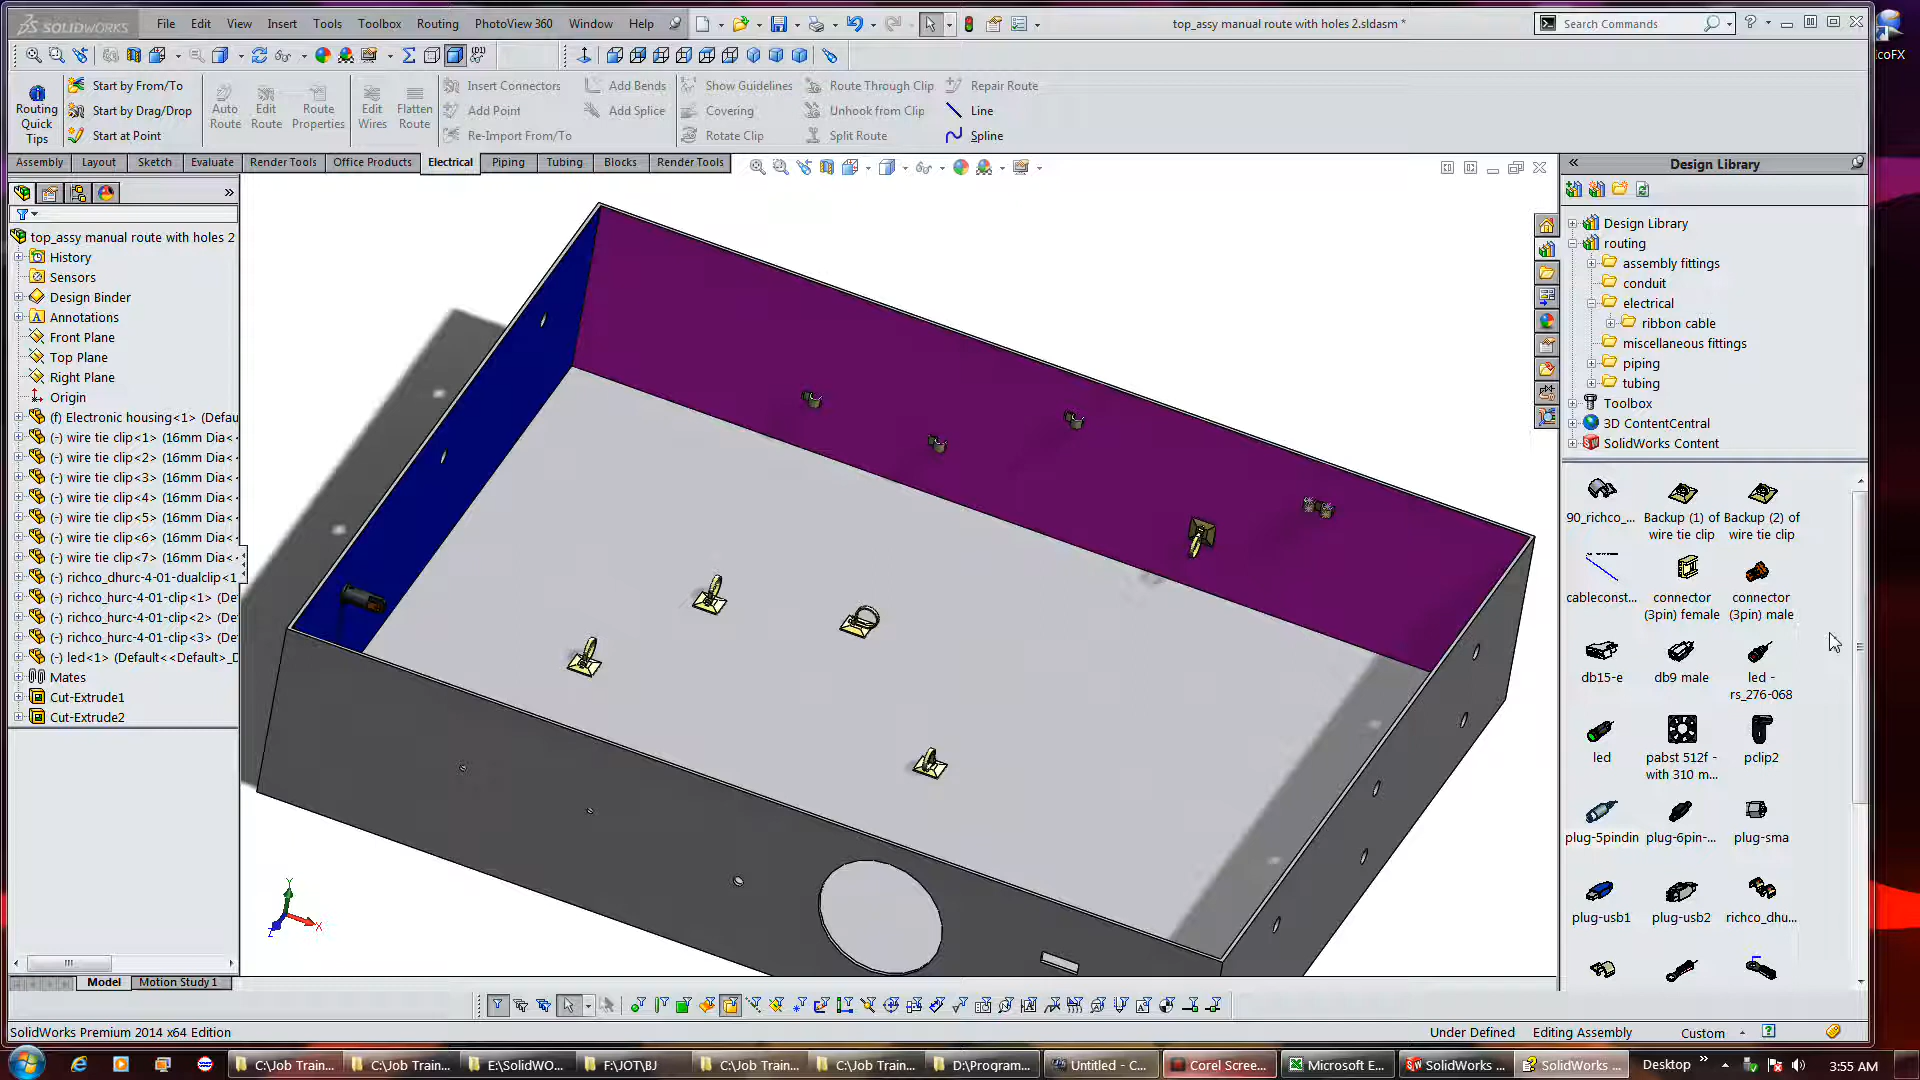 SOLIDWORKS File Edit View Insert Tools Toolbox Routing PhotoView 360 Window Help top_assy manual route with holes 2.sldasm * Search Commands
coFX
Routing Quick Tips
Start by From/To
Start by Drag/Drop
Start at Point
Auto Route
Edit Route
Route Properties
Edit Wires
Flatten Route
Insert Connectors
Add Point
Re-Import From/To
Add Bends
Add Splice
Show Guidelines
Covering
Rotate Clip
Route Through Clip
Unhook from Clip
Split Route
Repair Route
Line
Spline
Assembly Layout Sketch Evaluate Render Tools Office Products Electrical Piping Tubing Blocks Render Tools
top_assy manual route with holes 2
History
Sensors
Design Binder
Annotations
Front Plane
Top Plane
Right Plane
Origin
(f) Electronic housing<1> (Defau
(-) wire tie clip<1> (16mm Dia<
(-) wire tie clip<2> (16mm Dia<
(-) wire tie clip<3> (16mm Dia<
(-) wire tie clip<4> (16mm Dia<
(-) wire tie clip<5> (16mm Dia<
(-) wire tie clip<6> (16mm Dia<
(-) wire tie clip<7> (16mm Dia<
(-) richco_dhurc-4-01-dualclip<1
(-) richco_hurc-4-01-clip<1> (De
(-) richco_hurc-4-01-clip<2> (De
(-) richco_hurc-4-01-clip<3> (De
(-) led<1> (Default<<Default>_D
Mates
Cut-Extrude1
Cut-Extrude2
Y
X
Z
Design Library
Design Library
routing
assembly fittings
conduit
electrical
ribbon cable
miscellaneous fittings
piping
tubing
Toolbox
3D ContentCentral
SolidWorks Content
90_richco_... Backup (1) of wire tie clip Backup (2) of wire tie clip
cableconst... connector (3pin) female connector (3pin) male
db15-e db9 male led - rs_276-068
led pabst 512f - with 310 m... pclip2
plug-5pindin plug-6pin-... plug-sma
plug-usb1 plug-usb2 richco_dhu...
Model Motion Study 1
SolidWorks Premium 2014 x64 Edition Under Defined Editing Assembly Custom
C:\Job Train... C:\Job Train... E:\SolidWO... F:\JOT\BJ C:\Job Train... C:\Job Train... D:\Program... Untitled - C... Corel Scree... Microsoft E... SolidWorks ... SolidWorks ... Desktop 3:55 AM